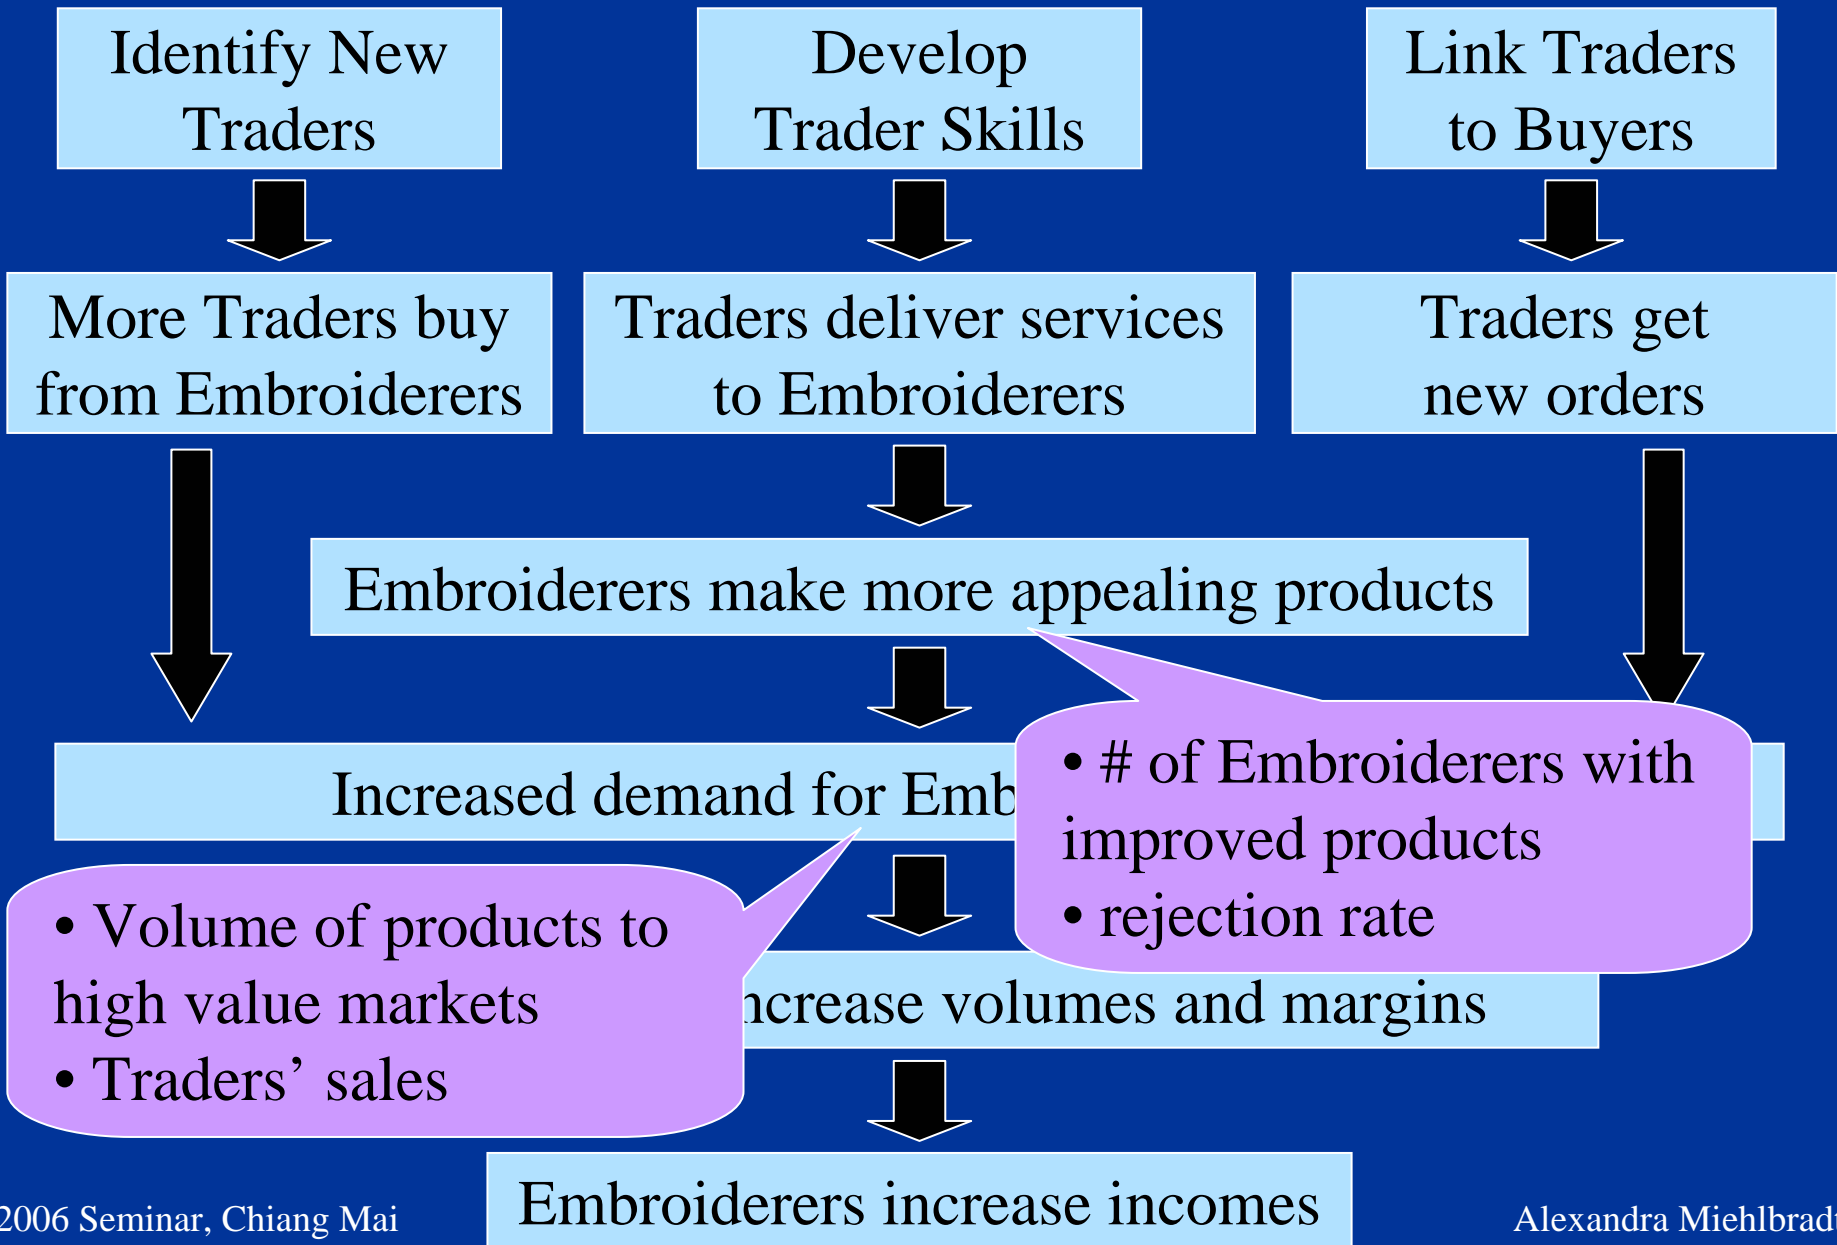 Identify New
Traders
Develop
Trader Skills
Link Traders
to Buyers
More Traders buy
from Embroiderers
Traders deliver services
to Embroiderers
Traders get
new orders
Embroiderers make more appealing products
Increased demand for
• # of Embroiderers with
improved products
• rejection rate
• Volume of products to
high value markets
• Traders’ sales
volumes and margins
Embroiderers increase incomes
2006 Seminar, Chiang Mai
Alexandra